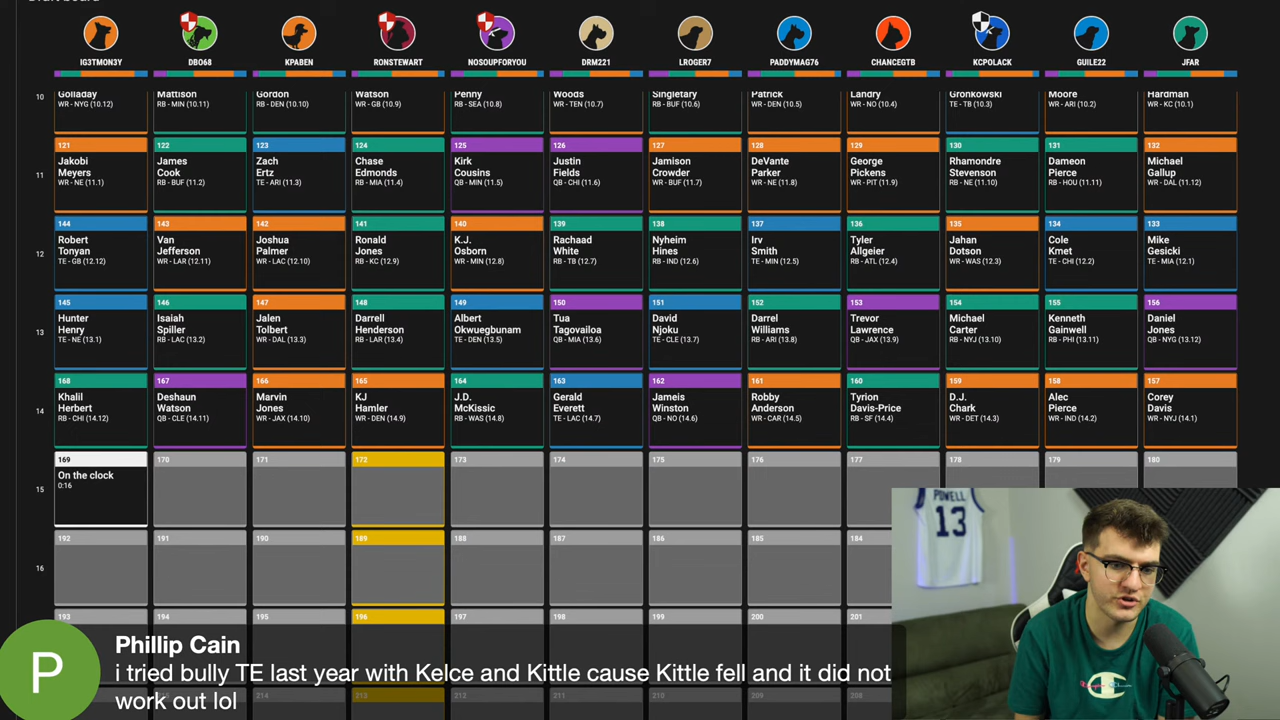 IG3TMON3Y DBO68 KPABEN RONSTEWART NOSOUPFORYOU DRM221 LROGER7 PADDYMAG76 CHANCEGTB KCPOLACK GUILE22 JFAR
10
Golladay Mattison Gordon Watson Penny Woods Singletary Patrick Landry Gronkowski Moore Hardman
WR - NYG (10.12) RB - MIN (10.11) RB - DEN (10.10) WR - GB (10.9) RB - SEA (10.8) WR - TEN (10.7) RB - BUF (10.6) WR - DEN (10.5) WR - NO (10.4) TE - TB (10.3) WR - ARI (10.2) WR - KC (10.1)
121 122 123 124 125 126 127 128 129 130 131 132
Jakobi James Zach Chase Kirk Justin Jamison DeVante George Rhamondre Dameon Michael
11 Meyers Cook Ertz Edmonds Cousins Fields Crowder Parker Pickens Stevenson Pierce Gallup
WR - NE (11.1) RB - BUF (11.2) TE - ARI (11.3) RB - MIA (11.4) QB - MIN (11.5) QB - CHI (11.6) WR - BUF (11.7) WR - NE (11.8) WR - PIT (11.9) RB - NE (11.10) RB - HOU (11.11) WR - DAL (11.12)
144 143 142 141 140 139 138 137 136 135 134 133
Robert Van Joshua Ronald K.J. Rachaad Nyheim Irv Tyler Jahan Cole Mike
12 Tonyan Jefferson Palmer Jones Osborn White Hines Smith Allgeier Dotson Kmet Gesicki
TE - GB (12.12) WR - LAR (12.11) WR - LAC (12.10) RB - KC (12.9) WR - MIN (12.8) RB - TB (12.7) RB - IND (12.6) TE - MIN (12.5) RB - ATL (12.4) WR - WAS (12.3) TE - CHI (12.2) TE - MIA (12.1)
145 146 147 148 149 150 151 152 153 154 155 156
Hunter Isaiah Jalen Darrell Albert Tua David Darrel Trevor Michael Kenneth Daniel
13 Henry Spiller Tolbert Henderson Okwuegbunam Tagovailoa Njoku Williams Lawrence Carter Gainwell Jones
TE - NE (13.1) RB - LAC (13.2) WR - DAL (13.3) RB - LAR (13.4) TE - DEN (13.5) QB - MIA (13.6) TE - CLE (13.7) RB - ARI (13.8) QB - JAX (13.9) RB - NYJ (13.10) RB - PHI (13.11) QB - NYG (13.12)
168 167 166 165 164 163 162 161 160 159 158 157
Khalil Deshaun Marvin KJ J.D. Gerald Jameis Robby Tyrion D.J. Alec Corey
14 Herbert Watson Jones Hamler McKissic Everett Winston Anderson Davis-Price Chark Pierce Davis
RB - CHI (14.12) QB - CLE (14.11) WR - JAX (14.10) WR - DEN (14.9) RB - WAS (14.8) TE - LAC (14.7) QB - NO (14.6) WR - CAR (14.5) RB - SF (14.4) WR - DET (14.3) WR - IND (14.2) WR - NYJ (14.1)
169 170 171 172 173 174 175 176 177 178 179 180
On the clock
0:16
15
192 191 190 189 188 187 186 185 184
16
193 194 195 196 197 198 199 200 201
POWELL
13
P
Phillip Cain
i tried bully TE last year with Kelce and Kittle cause Kittle fell and it did not
work out lol
214 213 212 211 210 209 208
Champion